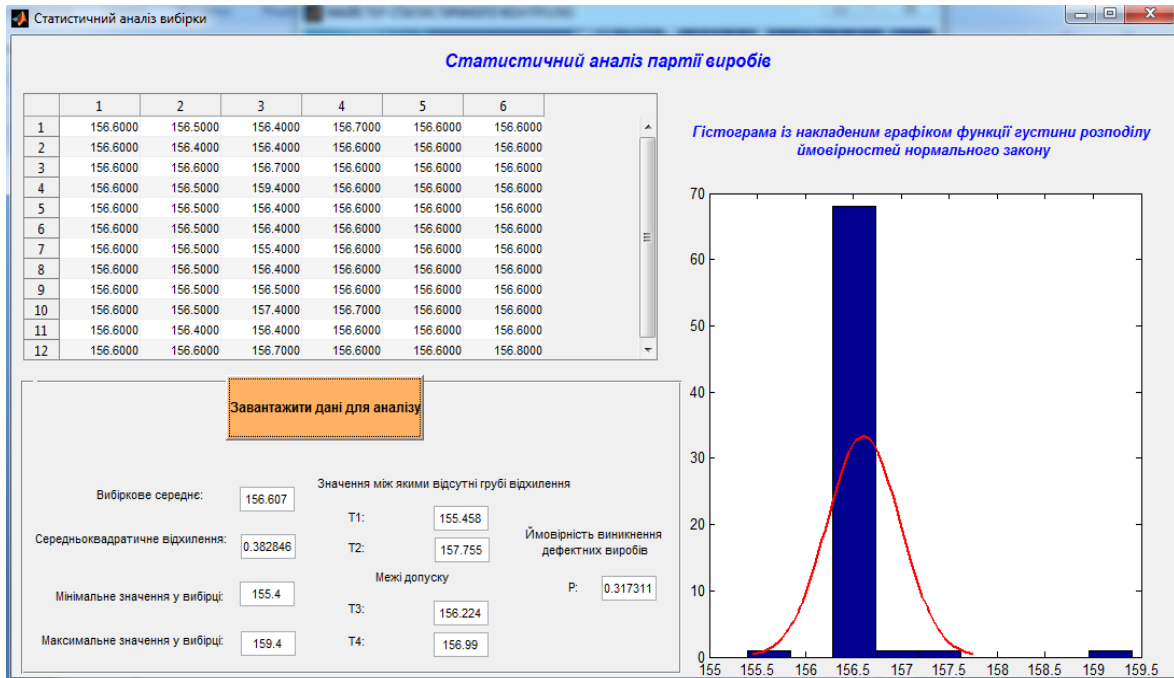 Статистичний аналіз вибірки
Статистичний аналіз партії виробів
1 2 3 4 5 6
1 156.6000 156.5000 156.4000 156.7000 156.6000 156.6000
2 156.6000 156.4000 156.4000 156.6000 156.6000 156.6000
3 156.6000 156.6000 156.7000 156.6000 156.6000 156.6000
4 156.6000 156.5000 159.4000 156.6000 156.6000 156.6000
5 156.6000 156.5000 156.4000 156.6000 156.6000 156.6000
6 156.6000 156.5000 156.4000 156.6000 156.6000 156.6000
7 156.6000 156.5000 155.4000 156.6000 156.6000 156.6000
8 156.6000 156.5000 156.4000 156.6000 156.6000 156.6000
9 156.6000 156.5000 156.5000 156.6000 156.6000 156.6000
10 156.6000 156.5000 157.4000 156.7000 156.6000 156.6000
11 156.6000 156.4000 156.4000 156.6000 156.6000 156.6000
12 156.6000 156.6000 156.7000 156.6000 156.6000 156.8000
Завантажити дані для аналізу
Вибіркове середнє: 156.607
Середньоквадратичне відхилення: 0.382846
Мінімальне значення у вибірці: 155.4
Максимальне значення у вибірці: 159.4
Значення між якими відсутні грубі відхилення
T1: 155.458
T2: 157.755
Межі допуску
T3: 156.224
T4: 156.99
Ймовірність виникнення
дефектних виробів
P: 0.317311
Гістограма із накладеним графіком функції густини розподілу
ймовірностей нормального закону
70
60
50
40
30
20
10
0
155 155.5 156 156.5 157 157.5 158 158.5 159 159.5